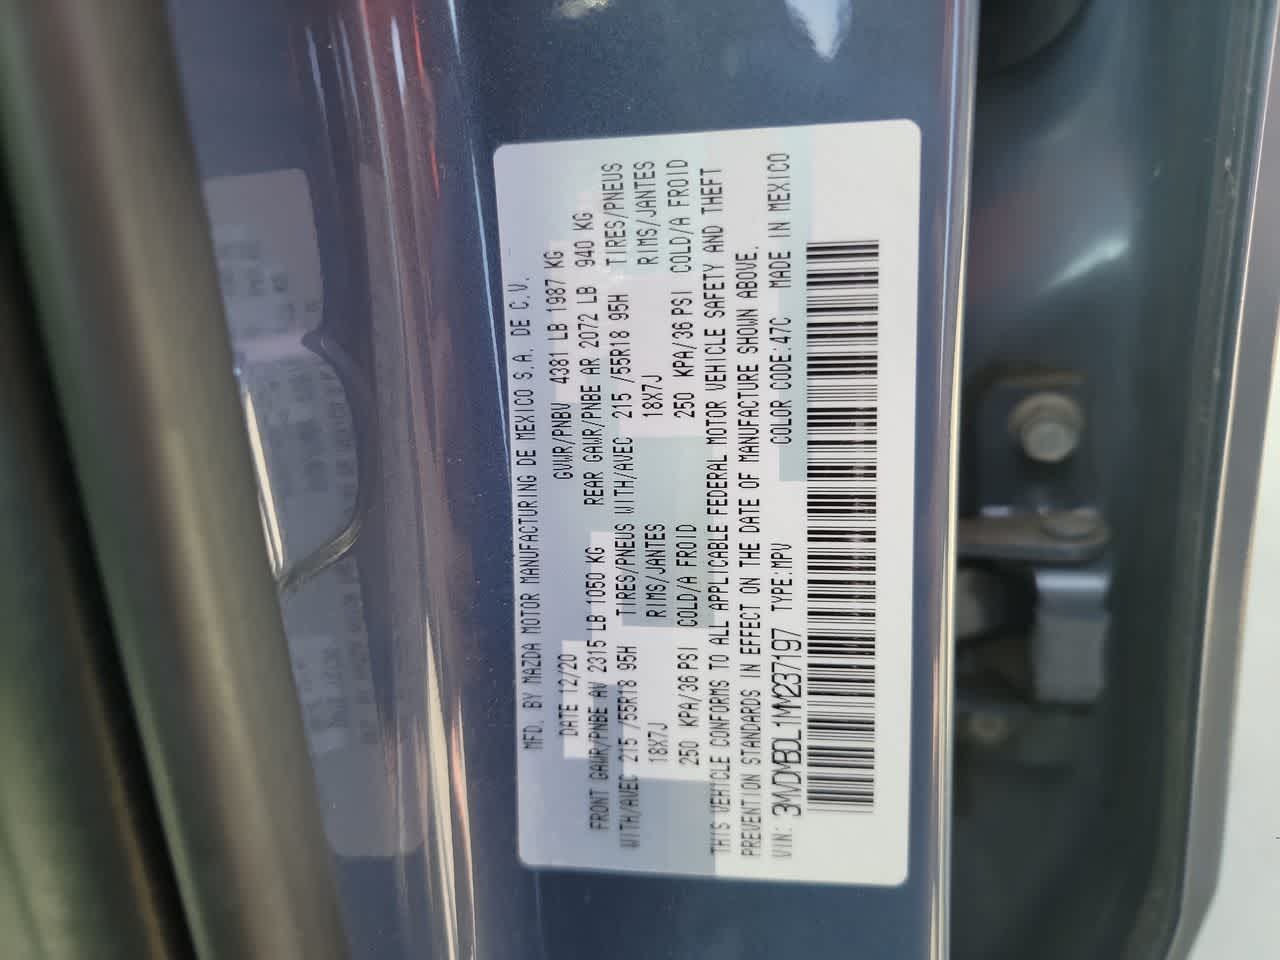 MFD. BY MAZDA MOTOR MANUFACTURING DE MEXICO S.A. DE C.V.
DATE 12/20 GVWR/PNBV 4381 LB 1987 KG
FRONT GAWR/PNBE AV 2315 LB 1050 KG REAR GAWR/PNBE AR 2072 LB 940 KG
WITH/AVEC 215 /55R18 95H TIRES/PNEUS WITH/AVEC 215 /55R18 95H TIRES/PNEUS
18X7J RIMS/JANTES 18X7J RIMS/JANTES
250 KPA/36 PSI COLD/A FROID 250 KPA/36 PSI COLD/A FROID
THIS VEHICLE CONFORMS TO ALL APPLICABLE FEDERAL MOTOR VEHICLE SAFETY AND THEFT
PREVENTION STANDARDS IN EFFECT ON THE DATE OF MANUFACTURE SHOWN ABOVE.
VIN: 3MVDMBDL1MM237197 TYPE:MPV COLOR CODE:47C MADE IN MEXICO